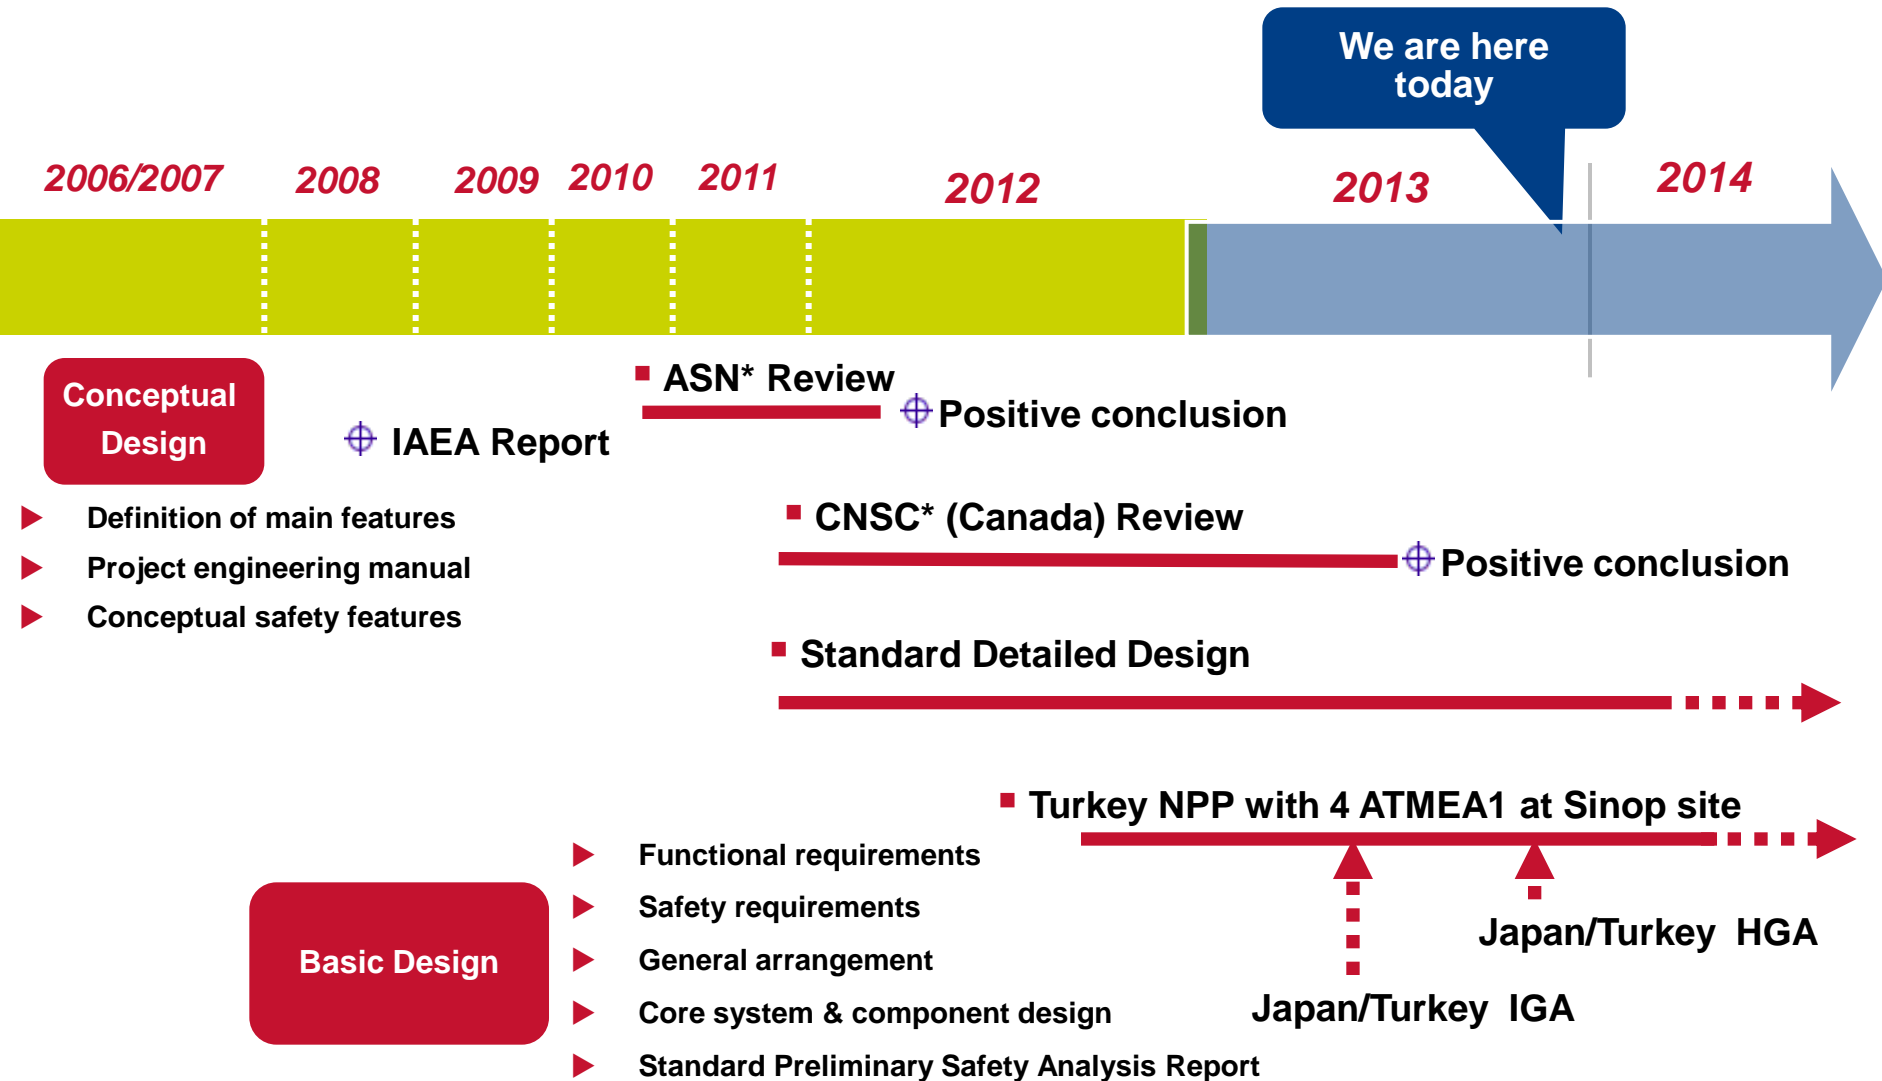 We are here
today
2006/2007
2008
2009
2010
2011
2012
2013
2014
Conceptual
Design
ASN* Review
Positive conclusion
IAEA Report
Definition of main features
Project engineering manual
Conceptual safety features
CNSC* (Canada) Review
Positive conclusion
Standard Detailed Design
Turkey NPP with 4 ATMEA1 at Sinop site
Basic Design
Functional requirements
Safety requirements
General arrangement
Core system & component design
Standard Preliminary Safety Analysis Report
Japan/Turkey HGA
Japan/Turkey IGA